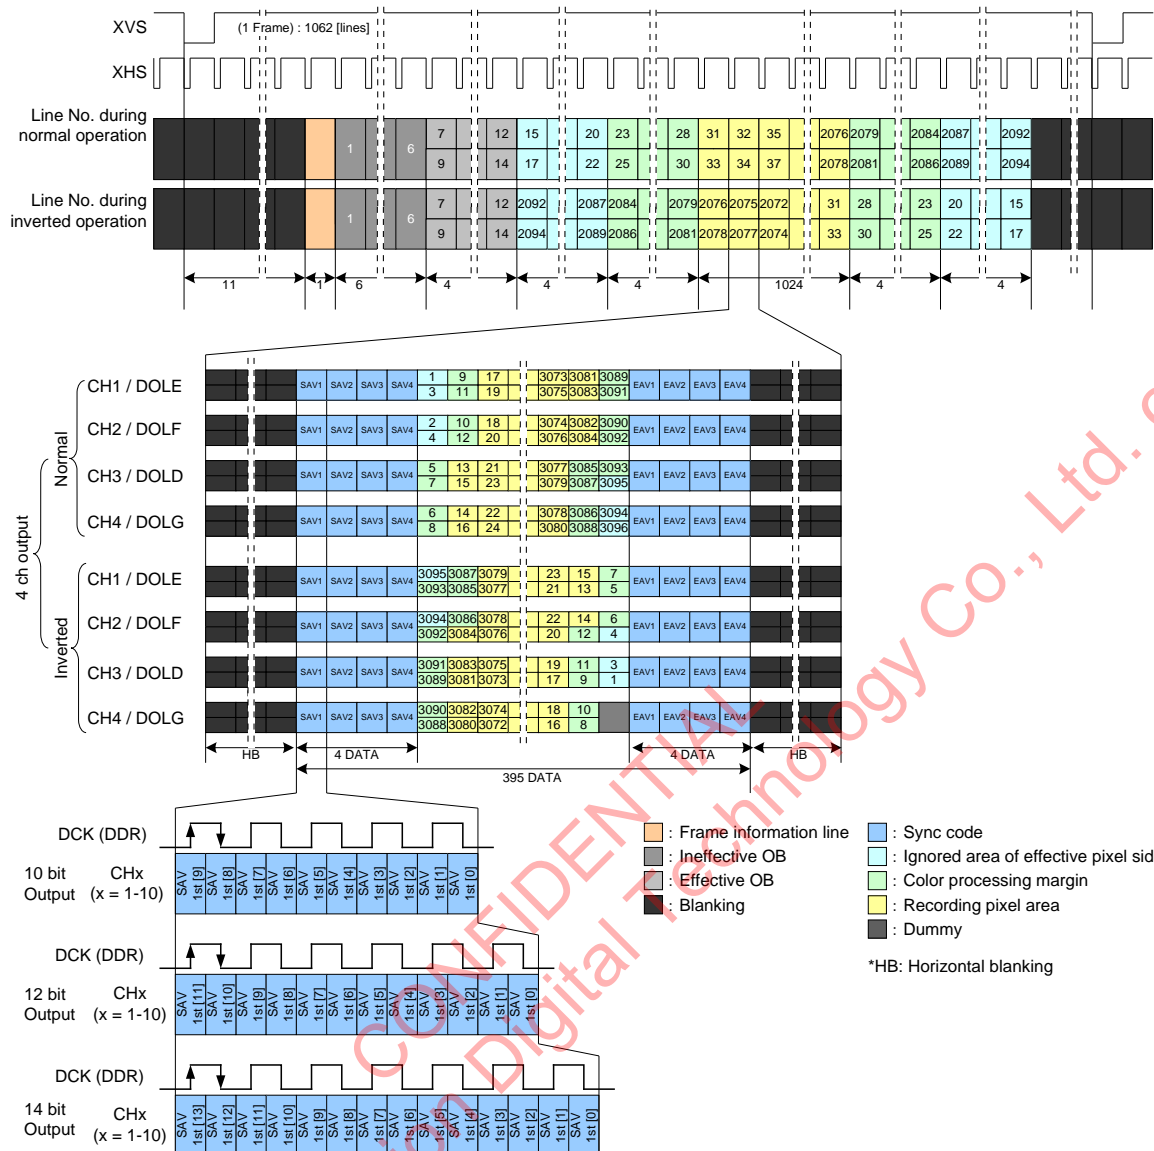 XVS (1 Frame) : 1062 [lines]
XHS
Line No. during normal operation
1 6 7 12 15 20 23 28 31 32 35 2076 2079 2084 2087 2092
9 14 17 22 25 30 33 34 37 2078 2081 2086 2089 2094
Line No. during inverted operation
1 6 7 12 2092 2087 2084 2079 2076 2075 2072 31 28 23 20 15
9 14 2094 2089 2086 2081 2078 2077 2074 33 30 25 22 17
11 1 6 4 4 4 1024 4 4
4 ch output
Normal
CH1 / DOLE SAV1 SAV2 SAV3 SAV4 1 9 17 3073 3081 3089 EAV1 EAV2 EAV3 EAV4
3 11 19 3075 3083 3091
CH2 / DOLF SAV1 SAV2 SAV3 SAV4 2 10 18 3074 3082 3090 EAV1 EAV2 EAV3 EAV4
4 12 20 3076 3084 3092
CH3 / DOLD SAV1 SAV2 SAV3 SAV4 5 13 21 3077 3085 3093 EAV1 EAV2 EAV3 EAV4
7 15 23 3079 3087 3095
CH4 / DOLG SAV1 SAV2 SAV3 SAV4 6 14 22 3078 3086 3094 EAV1 EAV2 EAV3 EAV4
8 16 24 3080 3088 3096
Inverted
CH1 / DOLE SAV1 SAV2 SAV3 SAV4 3095 3087 3079 23 15 7 EAV1 EAV2 EAV3 EAV4
3093 3085 3077 21 13 5
CH2 / DOLF SAV1 SAV2 SAV3 SAV4 3094 3086 3078 22 14 6 EAV1 EAV2 EAV3 EAV4
3092 3084 3076 20 12 4
CH3 / DOLD SAV1 SAV2 SAV3 SAV4 3091 3083 3075 19 11 3 EAV1 EAV2 EAV3 EAV4
3089 3081 3073 17 9 1
CH4 / DOLG SAV1 SAV2 SAV3 SAV4 3090 3082 3074 18 10 EAV1 EAV2 EAV3 EAV4
3088 3080 3072 16 8
HB 4 DATA 4 DATA HB
395 DATA
DCK (DDR)
10 bit Output CHx (x = 1-10)
SAV 1st [9] SAV 1st [8] SAV 1st [7] SAV 1st [6] SAV 1st [5] SAV 1st [4] SAV 1st [3] SAV 1st [2] SAV 1st [1] SAV 1st [0]
DCK (DDR)
12 bit Output CHx (x = 1-10)
SAV 1st [11] SAV 1st [10] SAV 1st [9] SAV 1st [8] SAV 1st [7] SAV 1st [6] SAV 1st [5] SAV 1st [4] SAV 1st [3] SAV 1st [2] SAV 1st [1] SAV 1st [0]
DCK (DDR)
14 bit Output CHx (x = 1-10)
SAV 1st [13] SAV 1st [12] SAV 1st [11] SAV 1st [10] SAV 1st [9] SAV 1st [8] SAV 1st [7] SAV 1st [6] SAV 1st [5] SAV 1st [4] SAV 1st [3] SAV 1st [2] SAV 1st [1] SAV 1st [0]
: Frame information line
: Ineffective OB
: Effective OB
: Blanking
: Sync code
: Ignored area of effective pixel sid
: Color processing margin
: Recording pixel area
: Dummy
*HB: Horizontal blanking
CONFIDENTIAL
Digital Technology Co., Ltd.